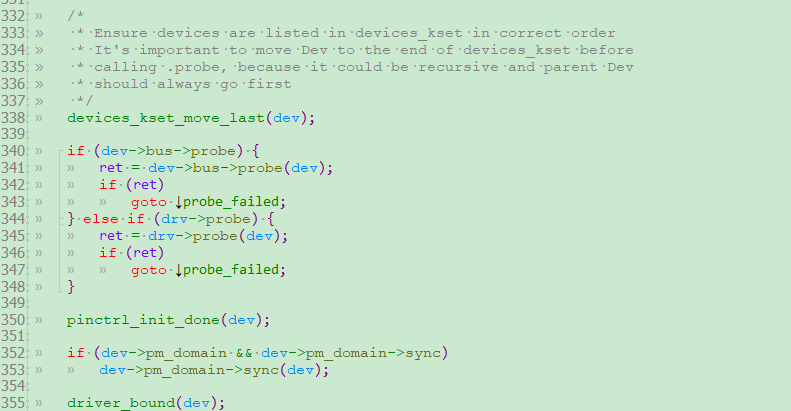 332 /*
333 * Ensure devices are listed in devices_kset in correct order
334 * It's important to move Dev to the end of devices_kset before
335 * calling .probe, because it could be recursive and parent Dev
336 * should always go first
337 */
338 devices_kset_move_last(dev);
339
340 if (dev->bus->probe) {
341 ret = dev->bus->probe(dev);
342 if (ret)
343 goto ↓probe_failed;
344 } else if (drv->probe) {
345 ret = drv->probe(dev);
346 if (ret)
347 goto ↓probe_failed;
348 }
349
350 pinctrl_init_done(dev);
351
352 if (dev->pm_domain && dev->pm_domain->sync)
353 dev->pm_domain->sync(dev);
354
355 driver_bound(dev);